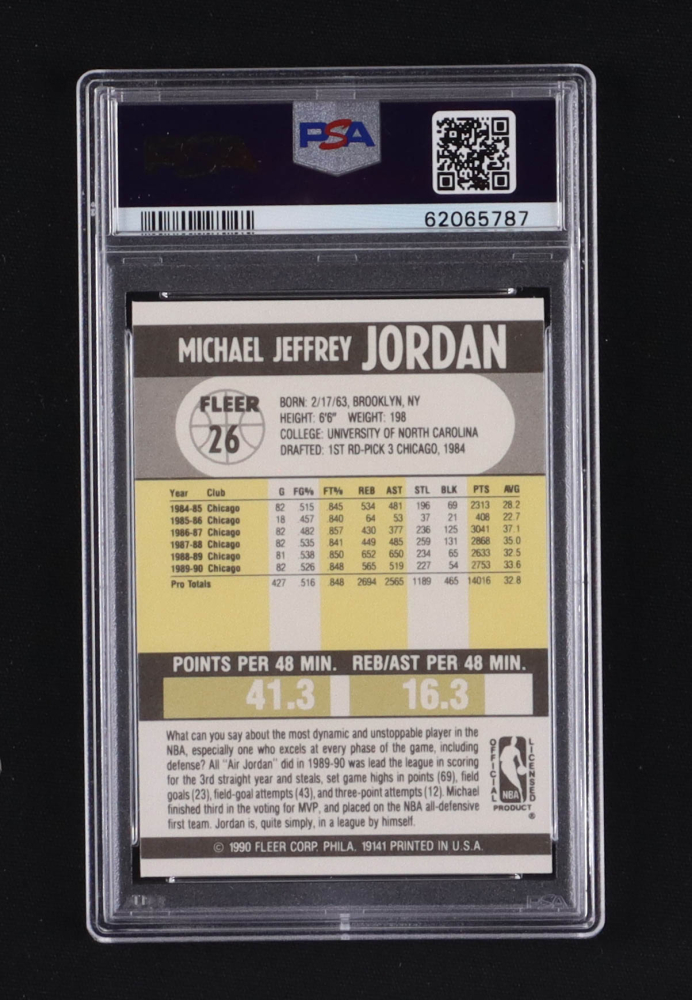 PSA
PSA
62065787
MICHAEL JEFFREY JORDAN
FLEER
26
BORN: 2/17/63, BROOKLYN, NY
HEIGHT: 6'6" WEIGHT: 198
COLLEGE: UNIVERSITY OF NORTH CAROLINA
DRAFTED: 1ST RD-PICK 3 CHICAGO, 1984
Year Club G FG% FT% REB AST STL BLK PTS AVG
1984-85 Chicago 82 .515 .845 534 481 196 69 2313 28.2
1985-86 Chicago 18 .457 .840 64 53 37 21 408 22.7
1986-87 Chicago 82 .482 .857 430 377 236 125 3041 37.1
1987-88 Chicago 82 .535 .841 449 485 259 131 2868 35.0
1988-89 Chicago 81 .538 .850 652 650 234 65 2633 32.5
1989-90 Chicago 82 .526 .848 565 519 227 54 2753 33.6
Pro Totals 427 .516 .848 2694 2565 1189 465 14016 32.8
POINTS PER 48 MIN. REB/AST PER 48 MIN.
41.3 16.3
What can you say about the most dynamic and unstoppable player in the
NBA, especially one who excels at every phase of the game, including
defense? All "Air Jordan" did in 1989-90 was lead the league in scoring
for the 3rd straight year and steals, set game highs in points (69), field
goals (23), field-goal attempts (43), and three-point attempts (12). Michael
finished third in the voting for MVP, and placed on the NBA all-defensive
first team. Jordan is, quite simply, in a league by himself.
OFFICIAL
NBA
LICENSED
PRODUCT ®
© 1990 FLEER CORP. PHILA. 19141 PRINTED IN U.S.A.
PSA